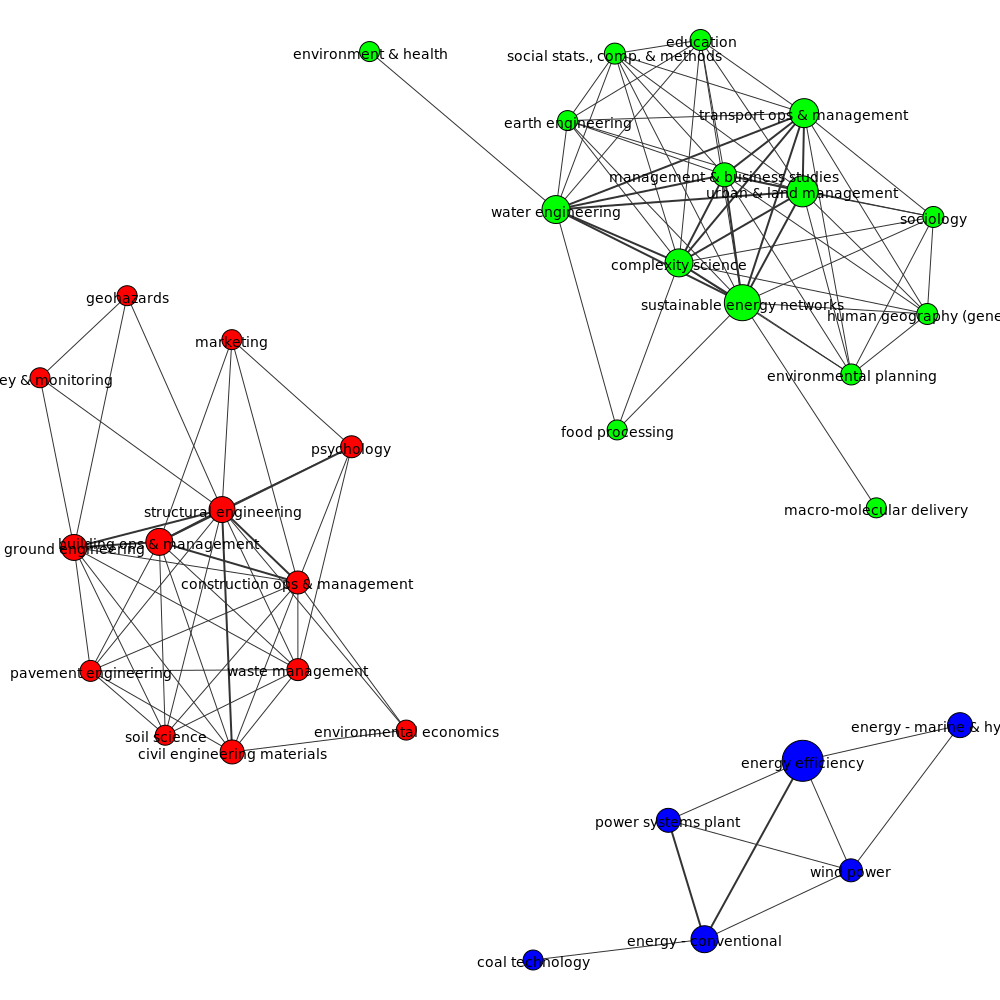 education
environment & health
social stats., comp. & methods
transport ops & management
earth engineering
management & business studies
urban & land management
water engineering
sociology
complexity science
geohazards
sustainable energy networks
human geography (gene
marketing
environmental planning
ey & monitoring
food processing
psychology
macro-molecular delivery
structural engineering
building ops & management
ground engineering
construction ops & management
waste management
pavement engineering
energy - marine & hy
environmental economics
soil science
civil engineering materials
energy efficiency
power systems plant
wind power
energy - conventional
coal technology